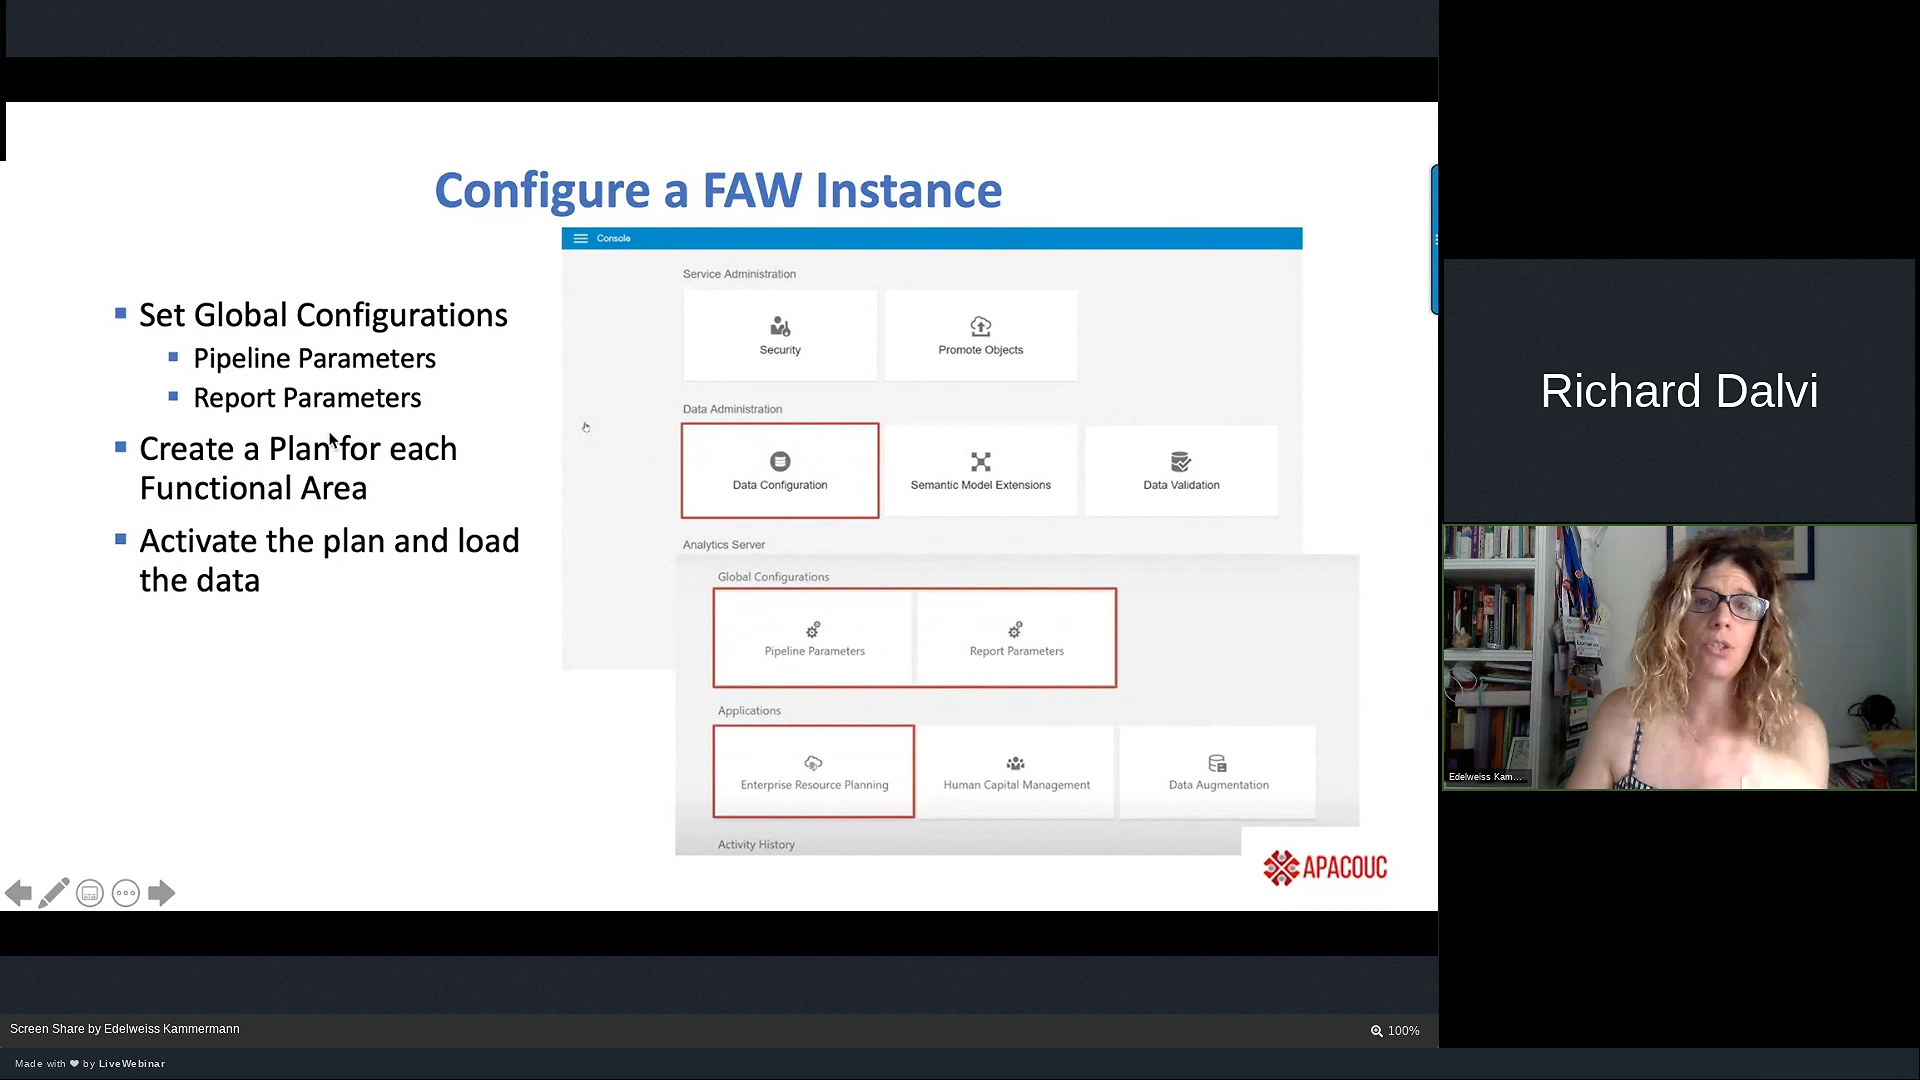 Configure a FAW Instance
Set Global Configurations
Pipeline Parameters
Report Parameters
Create a Plan for each
Functional Area
Activate the plan and load
the data
Console
Service Administration
Security
Promote Objects
Data Administration
Data Configuration
Semantic Model Extensions
Data Validation
Analytics Server
Global Configurations
Pipeline Parameters
Report Parameters
Applications
Enterprise Resource Planning
Human Capital Management
Data Augmentation
Activity History
APACOUC
Richard Dalvi
Edelweiss Kam...
Screen Share by Edelweiss Kammermann
100%
Made with ❤ by LiveWebinar